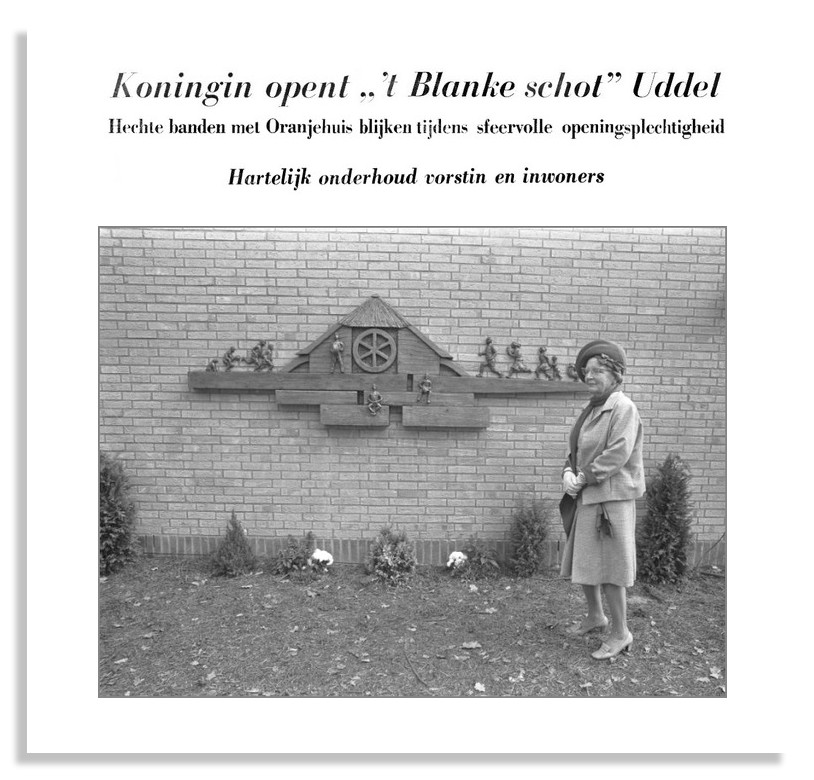 Koningin opent „'t Blanke schot” Uddel
Hechte banden met Oranjehuis blijken tijdens sfeervolle openingsplechtigheid
Hartelijk onderhoud vorstin en inwoners